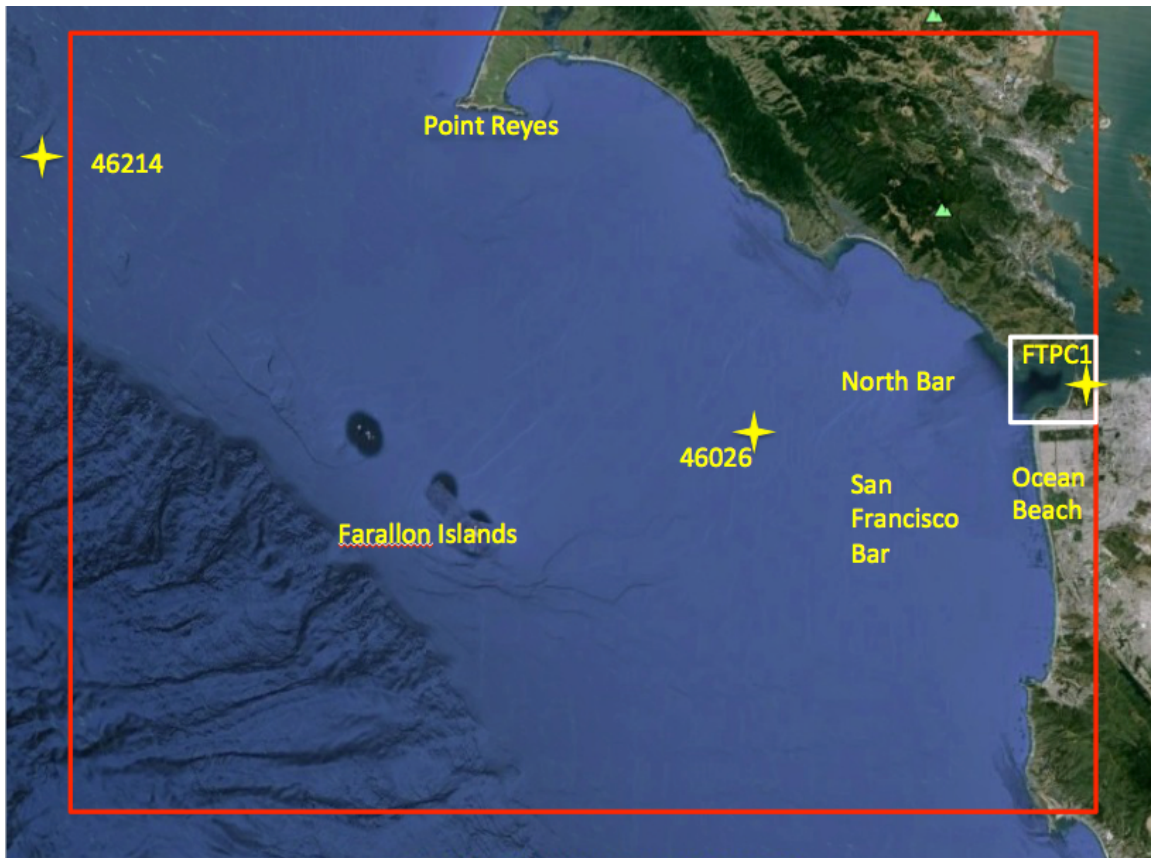 Point Reyes
46214
FTPC1
North Bar
46026
San
Francisco
Bar
Ocean
Beach
Farallon Islands